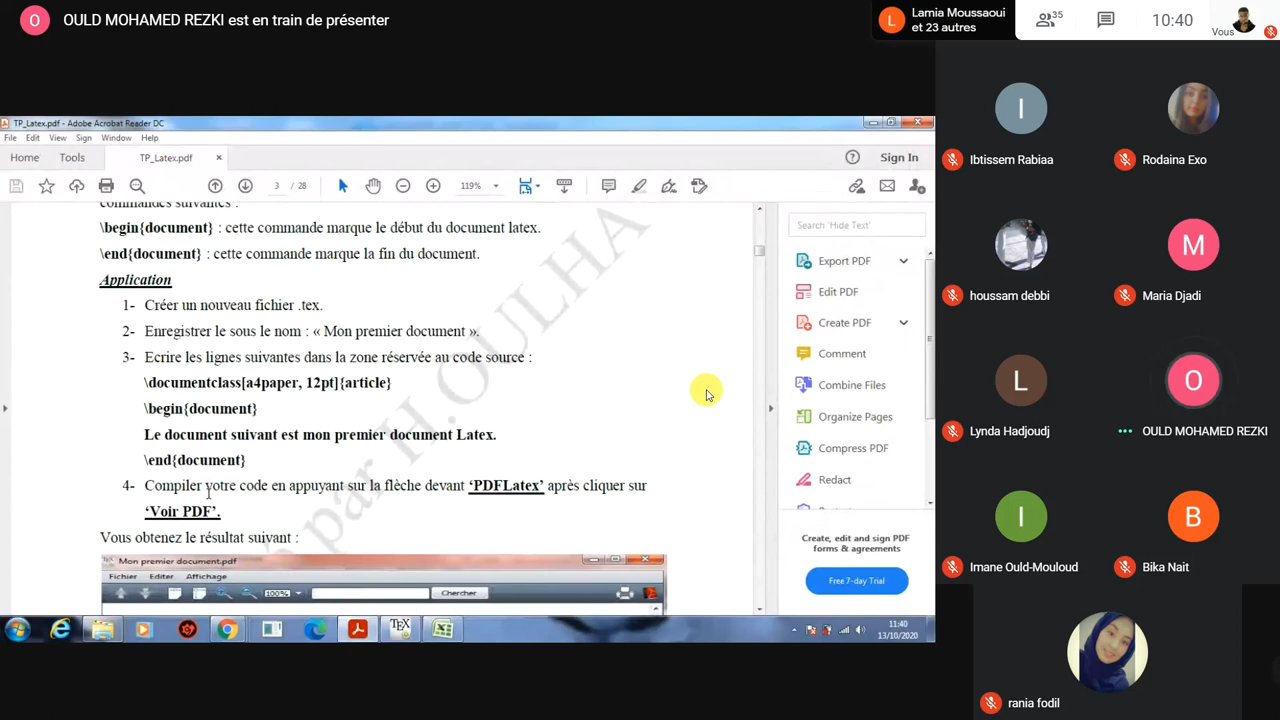 O OULD MOHAMED REZKI est en train de présenter
L Lamia Moussaoui
et 23 autres
35
10:40
Vous
TP_Latex.pdf - Adobe Acrobat Reader DC
File Edit View Sign Window Help
Home Tools TP_Latex.pdf × ? Sign In
3 / 28 119%
commandes suivantes :
\begin{document} : cette commande marque le début du document latex.
\end{document} : cette commande marque la fin du document.
Application
1- Créer un nouveau fichier .tex.
2- Enregistrer le sous le nom : « Mon premier document ».
3- Ecrire les lignes suivantes dans la zone réservée au code source :
\documentclass[a4paper, 12pt]{article}
\begin{document}
Le document suivant est mon premier document Latex.
\end{document}
4- Compiler votre code en appuyant sur la flèche devant ‘PDFLatex’ après cliquer sur
‘Voir PDF’.
Vous obtenez le résultat suivant :
Mon premier document.pdf
Fichier Editer Affichage
100% Chercher
par H.OULHA
Search 'Hide Text'
Export PDF
Edit PDF
Create PDF
Comment
Combine Files
Organize Pages
Compress PDF
Redact
Create, edit and sign PDF
forms & agreements
Free 7-day Trial
TEX
11:40
13/10/2020
I
Ibtissem Rabiaa
Rodaina Exo
houssam debbi
M
Maria Djadi
L
Lynda Hadjoudj
O
OULD MOHAMED REZKI
I
Imane Ould-Mouloud
B
Bika Nait
rania fodil